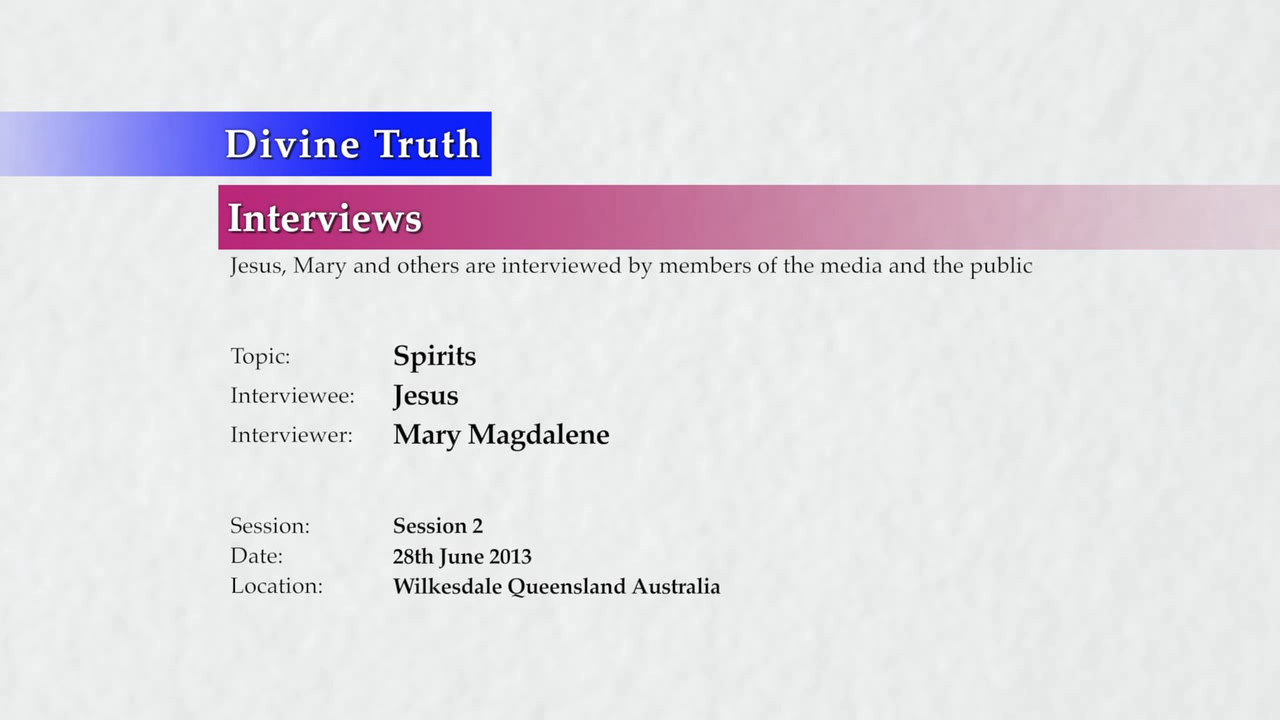 Divine Truth
Interviews
Jesus, Mary and others are interviewed by members of the media and the public
Topic: Spirits
Interviewee: Jesus
Interviewer: Mary Magdalene
Session: Session 2
Date: 28th June 2013
Location: Wilkesdale Queensland Australia